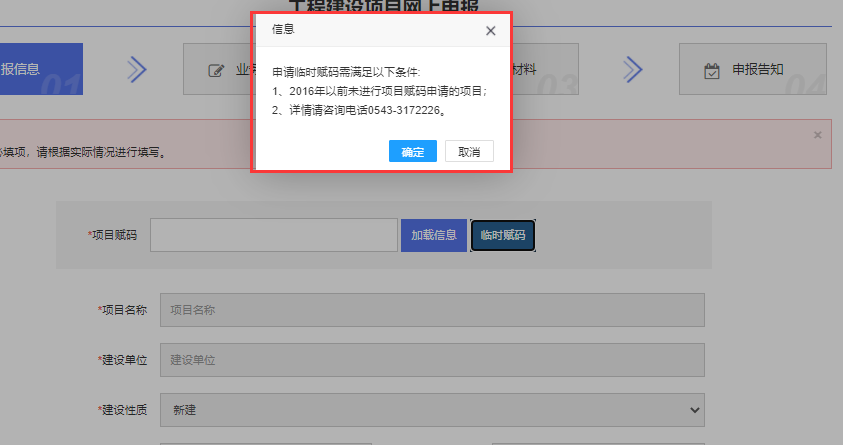 工程建设项目网上申报
信息
报信息
01
业
材料
03
申报告知
04
申请临时赋码需满足以下条件:
1、2016年以前未进行项目赋码申请的项目;
2、详情请咨询电话0543-3172226。
确定
取消
必填项，请根据实际情况进行填写。
*项目赋码
加载信息
临时赋码
*项目名称
项目名称
*建设单位
建设单位
*建设性质
新建